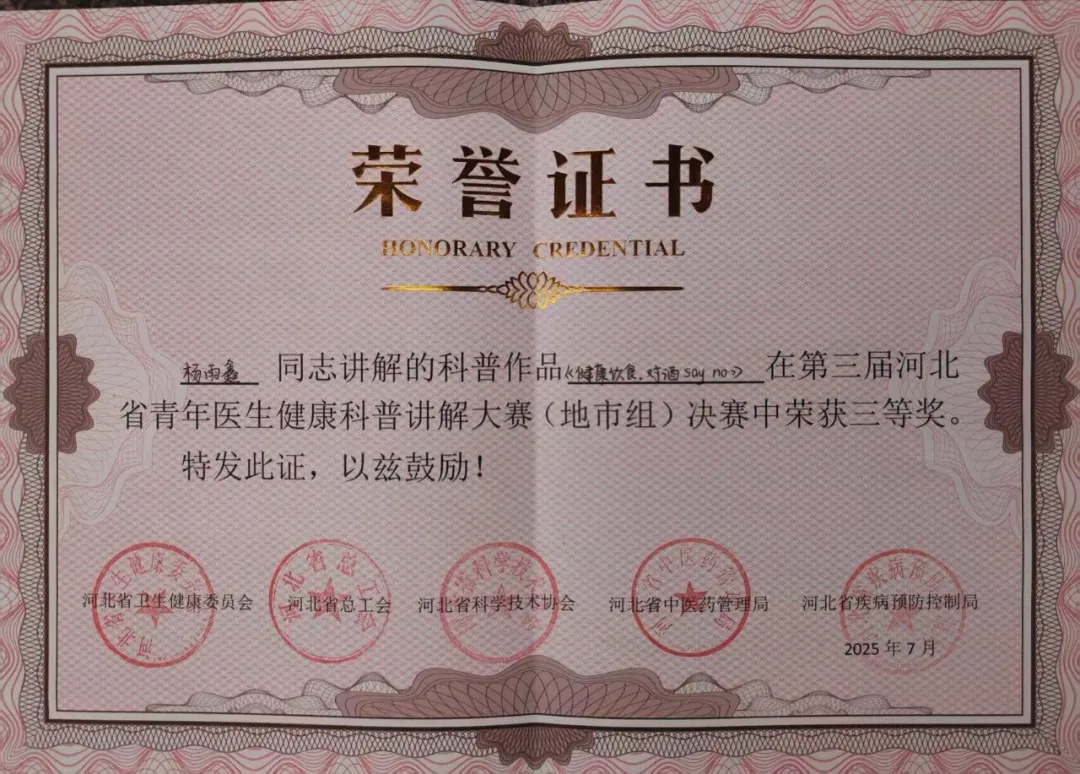 荣誉证书
HONORARY CREDENTIAL
杨雨鑫 同志讲解的科普作品《健康饮食,对酒say no》在第三届河北
省青年医生健康科普讲解大赛（地市组）决赛中荣获三等奖。
特发此证，以兹鼓励！
河北省卫生健康委员会 河北省总工会 河北省科学技术协会 河北省中医药管理局 河北省疾病预防控制局
2025 年 7 月